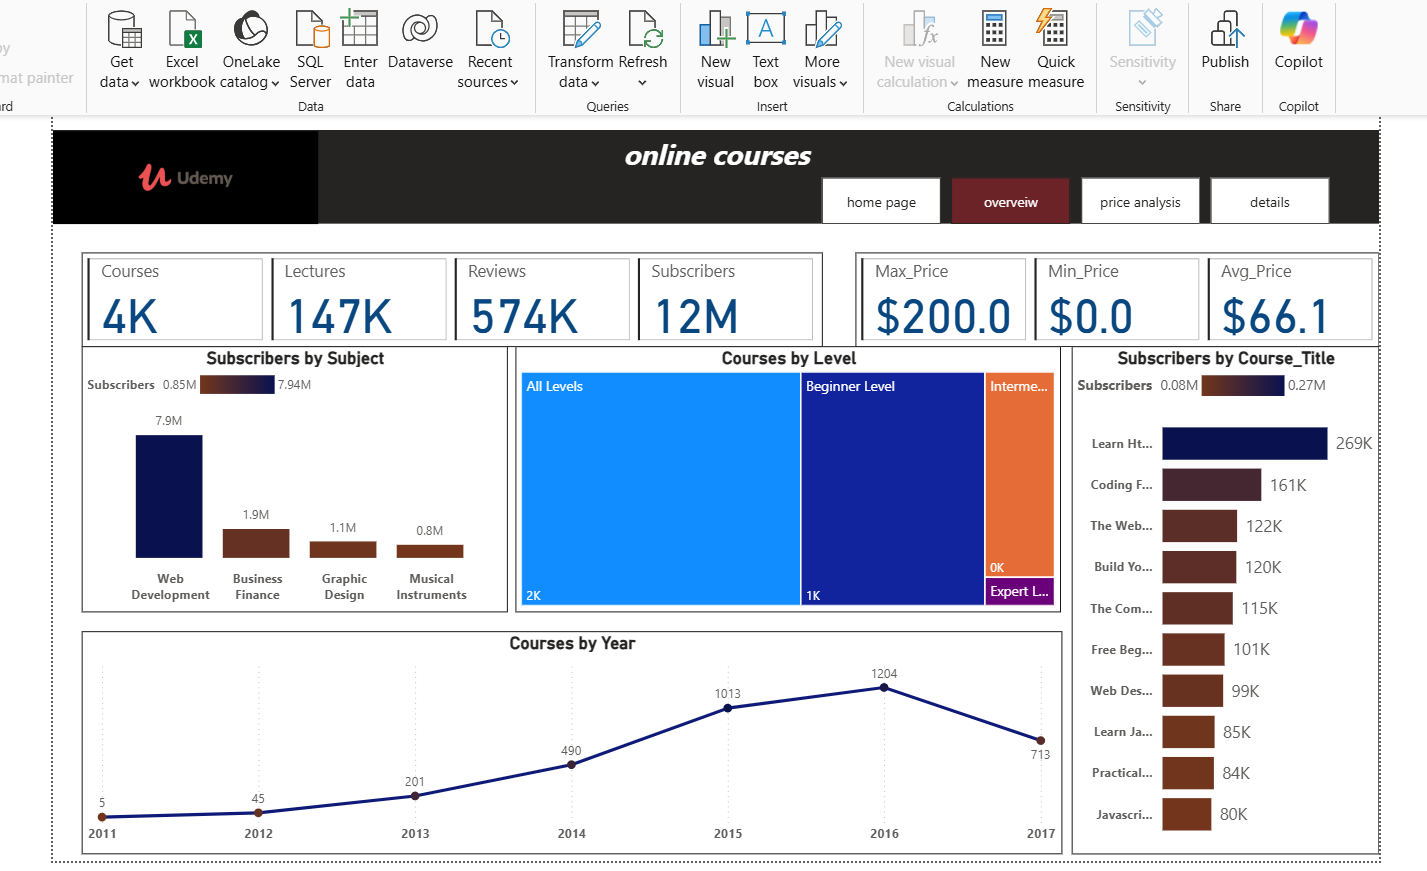 Get data
Excel workbook
OneLake catalog
SQL Server
Enter data
Dataverse
Recent sources
Transform data
Refresh
New visual
Text box
More visuals
New visual calculation
New measure
Quick measure
Sensitivity
Publish
Copilot
mat painter
Data
Queries
Insert
Calculations
Sensitivity
Share
Copilot
Udemy
online courses
home page
overveiw
price analysis
details
Courses
4K
Lectures
147K
Reviews
574K
Subscribers
12M
Max_Price
$200.0
Min_Price
$0.0
Avg_Price
$66.1
Subscribers by Subject
Subscribers 0.85M 7.94M
7.9M
1.9M
1.1M
0.8M
Web Development
Business Finance
Graphic Design
Musical Instruments
Courses by Level
All Levels
2K
Beginner Level
1K
Interme...
0K
Expert L...
Subscribers by Course_Title
Subscribers 0.08M 0.27M
Learn Ht... 269K
Coding F... 161K
The Web... 122K
Build Yo... 120K
The Com... 115K
Free Beg... 101K
Web Des... 99K
Learn Ja... 85K
Practical... 84K
Javascri... 80K
Courses by Year
5
45
201
490
1013
1204
713
2011 2012 2013 2014 2015 2016 2017